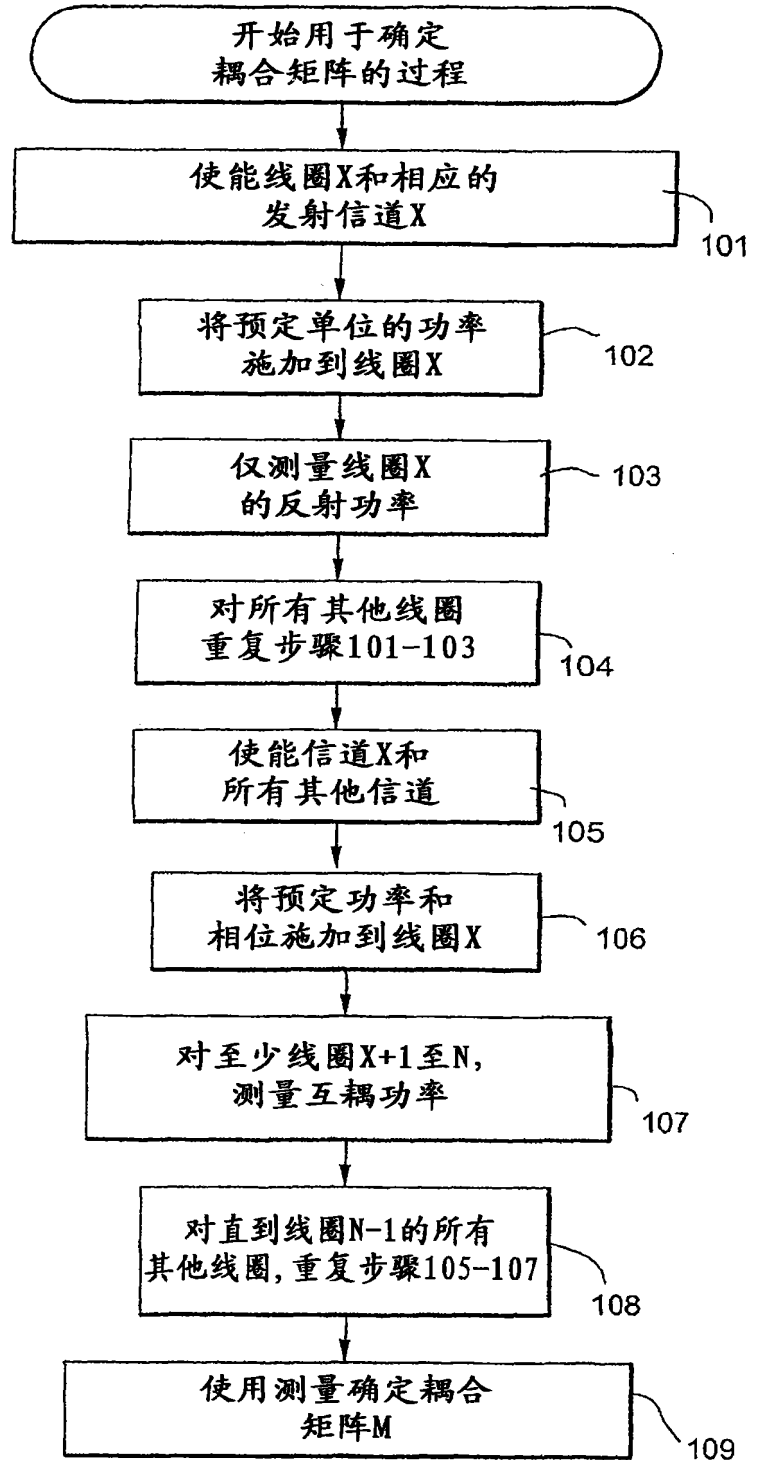 开始用于确定
耦合矩阵的过程
使能线圈X和相应的
发射信道X
101
将预定单位的功率
施加到线圈X
102
仅测量线圈X
的反射功率
103
对所有其他线圈
重复步骤101-103
104
使能信道X和
所有其他信道
105
将预定功率和
相位施加到线圈X
106
对至少线圈X+1至N,
测量互耦功率
107
对直到线圈N-1的所有
其他线圈,重复步骤105-107
108
使用测量确定耦合
矩阵M
109